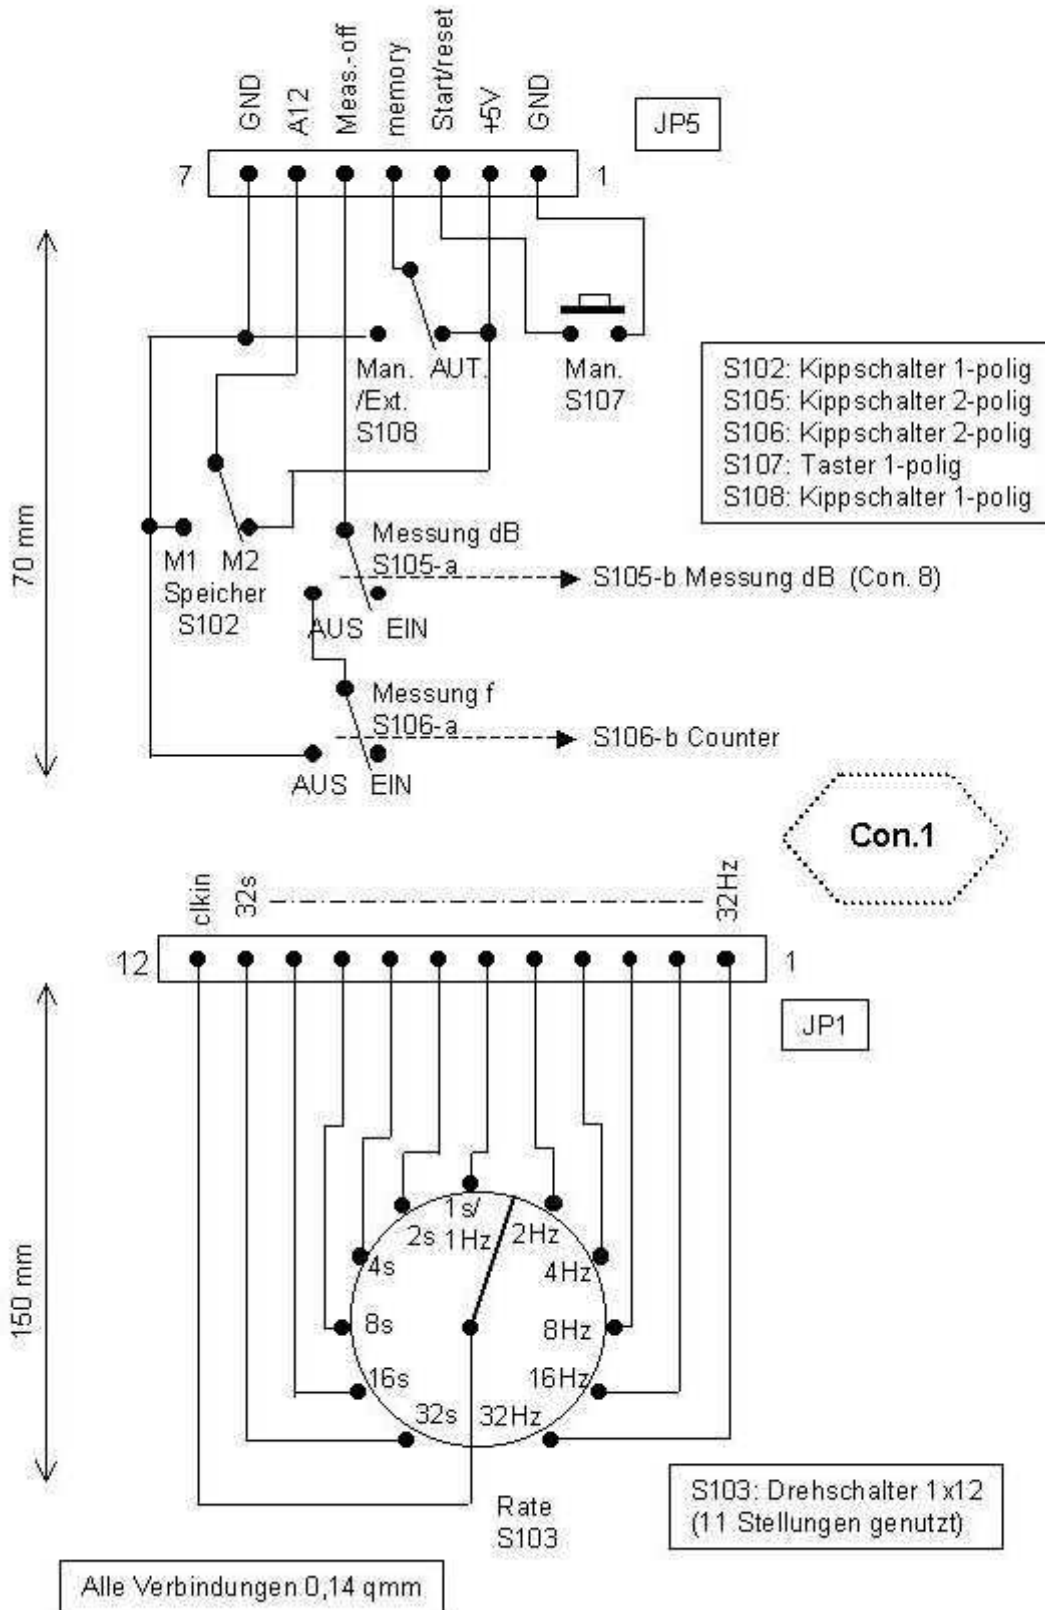 GND
A12
Meas.-off
memory
Start/reset
+5V
GND
JP5
7
1
Man.
/Ext.
S108
AUT.
Man.
S107
S102: Kippschalter 1-polig
S105: Kippschalter 2-polig
S106: Kippschalter 2-polig
S107: Taster 1-polig
S108: Kippschalter 1-polig
70 mm
M1 M2
Speicher
S102
Messung dB
S105-a
S105-b Messung dB (Con. 8)
AUS EIN
Messung f
S106-a
S106-b Counter
AUS EIN
Con.1
clkin
32s
32Hz
12
1
JP1
150 mm
1s/
1Hz
2s
2Hz
4s
4Hz
8s
8Hz
16s
16Hz
32s
32Hz
Rate
S103
S103: Drehschalter 1x12
(11 Stellungen genutzt)
Alle Verbindungen 0,14 qmm